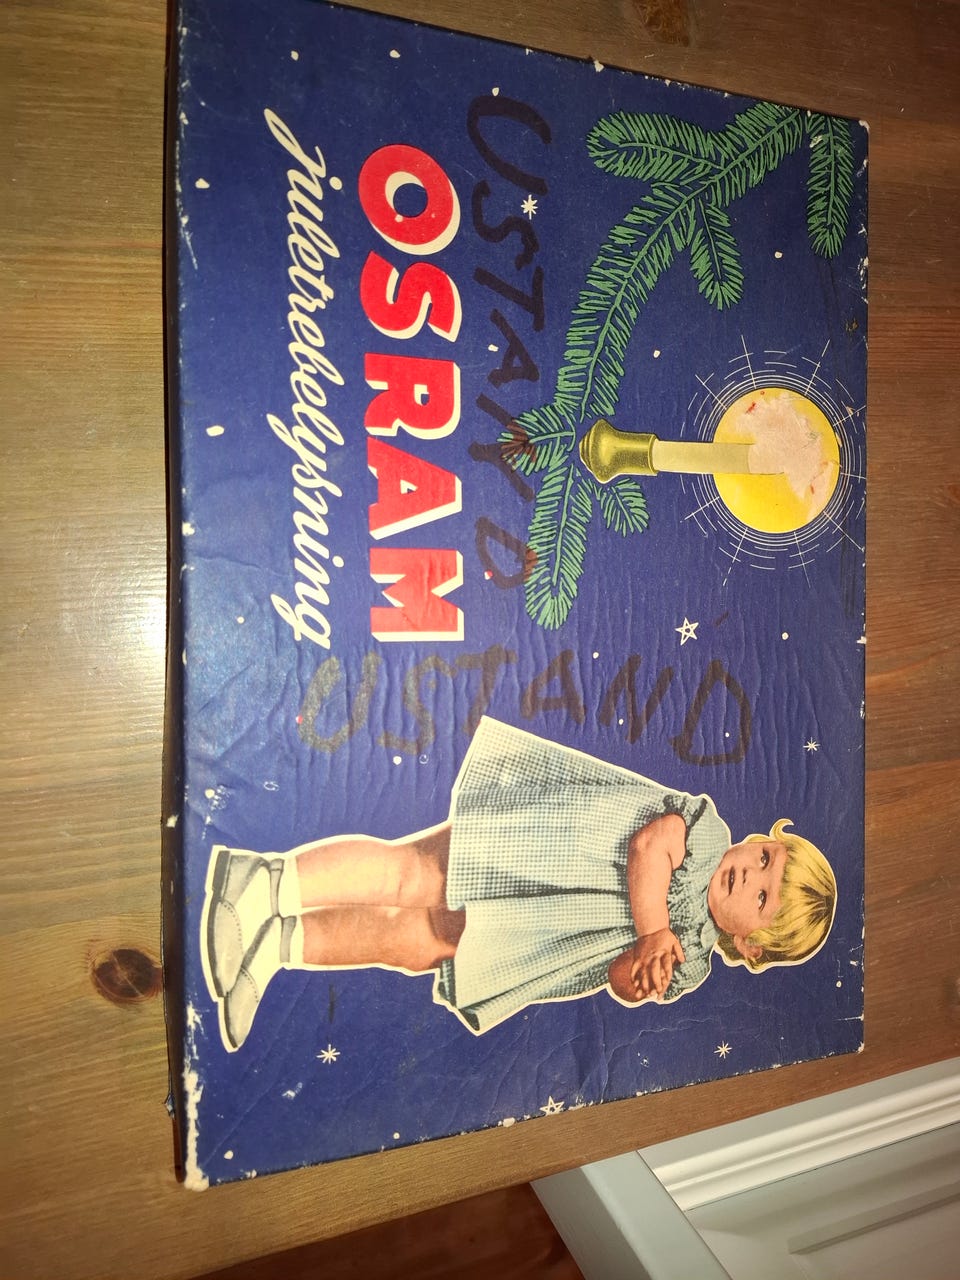 USTAND
OSRAM
juletrebelysning
USTAND